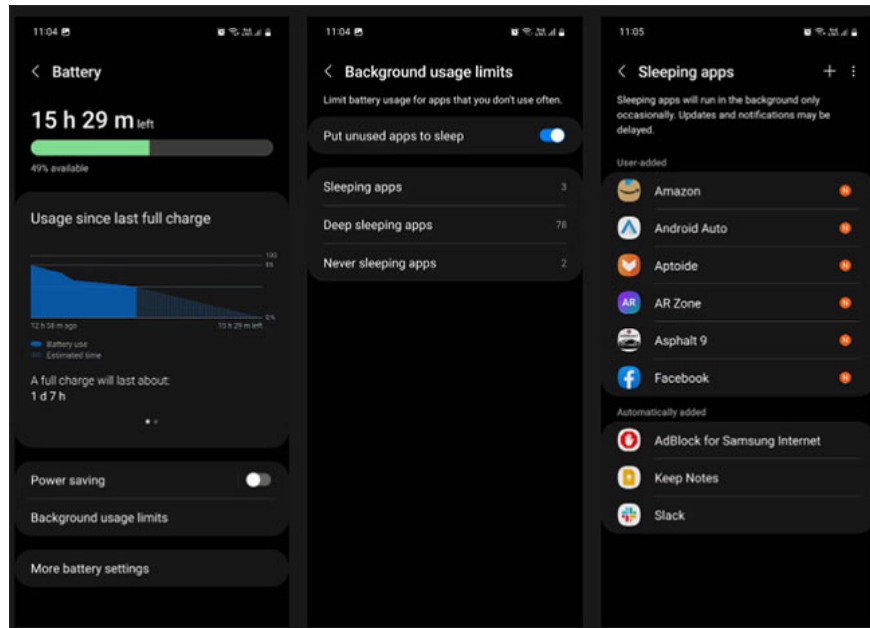 11:04
Battery
15 h 29 m left
49% available
Usage since last full charge
100
0%
12 h 58 m ago
15 h 29 m left
Battery use
Estimated time
A full charge will last about:
1 d 7 h
Power saving
Background usage limits
More battery settings
11:04
Background usage limits
Limit battery usage for apps that you don't use often.
Put unused apps to sleep
Sleeping apps 3
Deep sleeping apps 78
Never sleeping apps 2
11:05
Sleeping apps
Sleeping apps will run in the background only
occasionally. Updates and notifications may be
delayed.
User-added
Amazon N
Android Auto N
Aptoide N
AR AR Zone N
Asphalt 9 N
Facebook N
Automatically added
AdBlock for Samsung Internet
Keep Notes
Slack